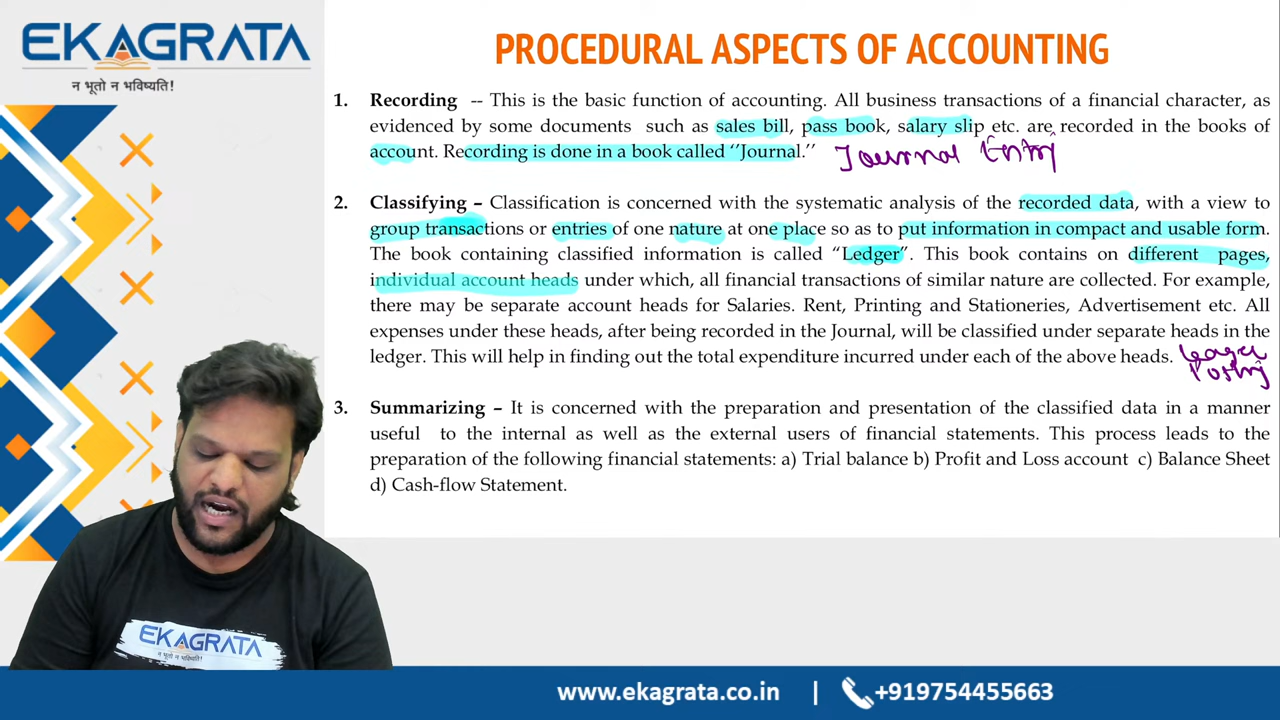 EKAGRATA
न भूतो न भविष्यति!
PROCEDURAL ASPECTS OF ACCOUNTING
1. Recording -- This is the basic function of accounting. All business transactions of a financial character, as
evidenced by some documents such as sales bill, pass book, salary slip etc. are recorded in the books of
account. Recording is done in a book called ‘‘Journal.’’ Journal Entry
2. Classifying – Classification is concerned with the systematic analysis of the recorded data, with a view to
group transactions or entries of one nature at one place so as to put information in compact and usable form.
The book containing classified information is called “Ledger”. This book contains on different pages,
individual account heads under which, all financial transactions of similar nature are collected. For example,
there may be separate account heads for Salaries. Rent, Printing and Stationeries, Advertisement etc. All
expenses under these heads, after being recorded in the Journal, will be classified under separate heads in the
ledger. This will help in finding out the total expenditure incurred under each of the above heads.
Ledger
Posting
3. Summarizing – It is concerned with the preparation and presentation of the classified data in a manner
useful to the internal as well as the external users of financial statements. This process leads to the
preparation of the following financial statements: a) Trial balance b) Profit and Loss account c) Balance Sheet
d) Cash-flow Statement.
EKAGRATA
न भूतो न भविष्यति!
www.ekagrata.co.in | +919754455663